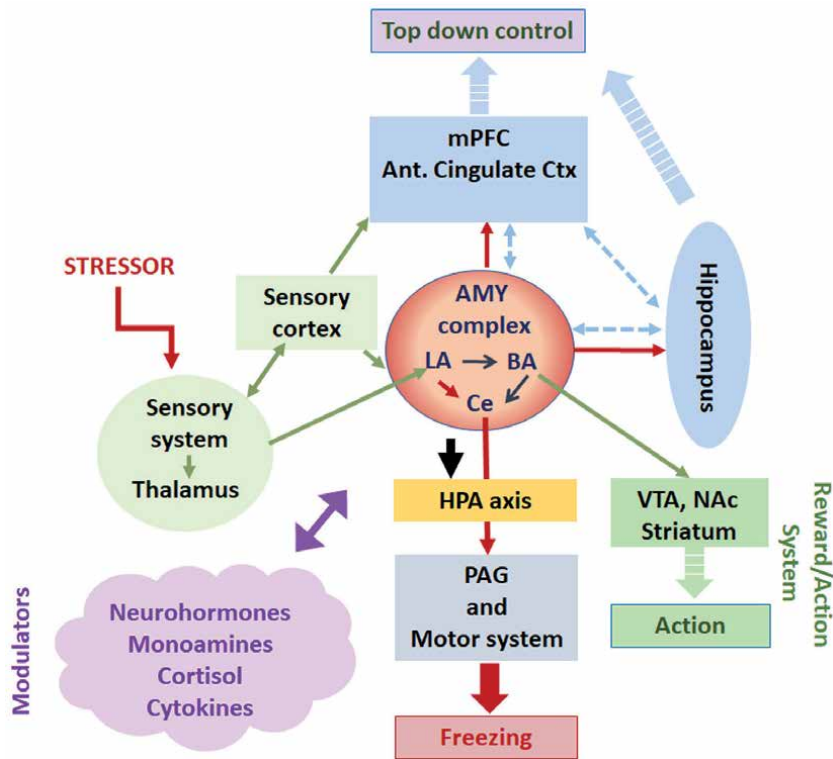 Top down control
mPFC
Ant. Cingulate Ctx
STRESSOR
Sensory
cortex
AMY
complex
LA
BA
Ce
Hippocampus
Sensory
system
Thalamus
HPA axis
VTA, NAc
Striatum
Reward/Action
System
PAG
and
Motor system
Action
Modulators
Neurohormones
Monoamines
Cortisol
Cytokines
Freezing